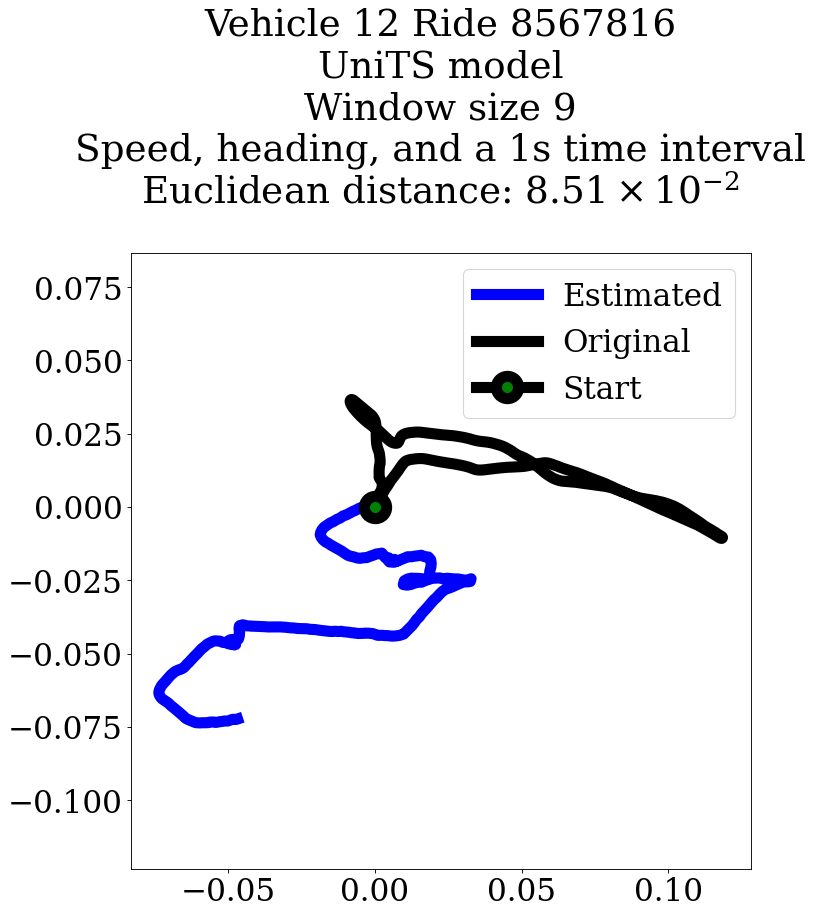 Vehicle 12 Ride 8567816
UniTS model
Window size 9
Speed, heading, and a 1s time interval
Euclidean distance: 8.51 × 10⁻²
Estimated
Original
Start
0.075
0.050
0.025
0.000
−0.025
−0.050
−0.075
−0.100
−0.05 0.00 0.05 0.10